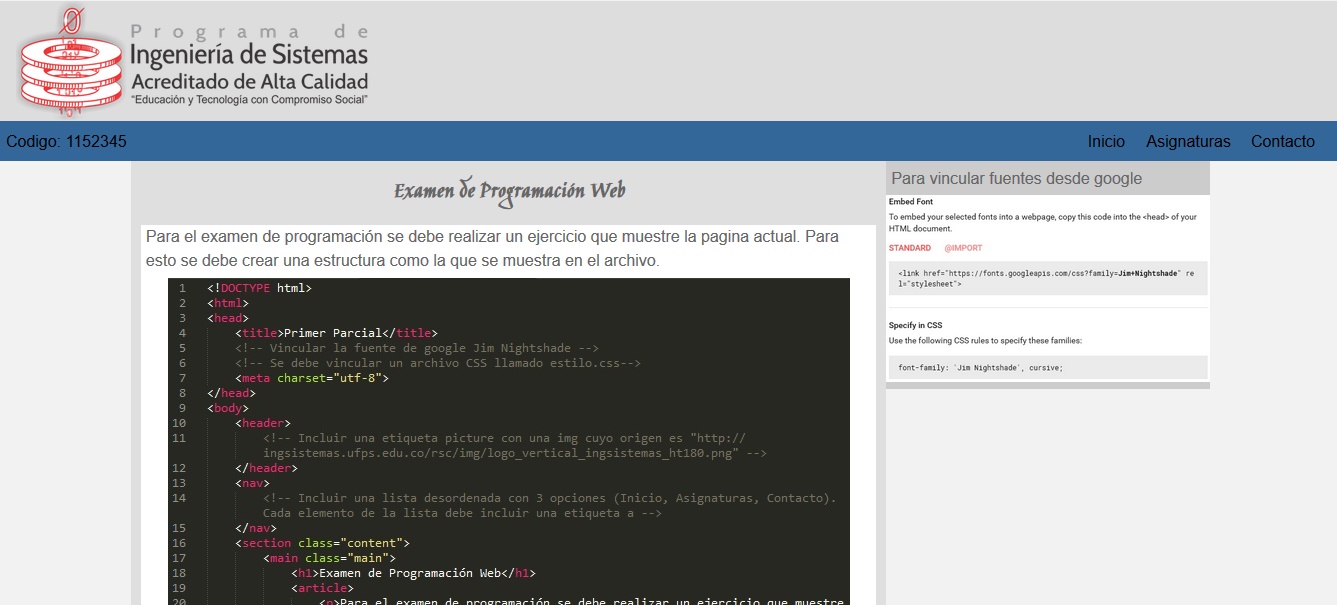 Programa de
Ingeniería de Sistemas
Acreditado de Alta Calidad
"Educación y Tecnología con Compromiso Social"
Codigo: 1152345
Inicio Asignaturas Contacto
Examen de Programación Web
Para el examen de programación se debe realizar un ejercicio que muestre la pagina actual. Para
esto se debe crear una estructura como la que se muestra en el archivo.
1 <!DOCTYPE html>
2 <html>
3 <head>
4 <title>Primer Parcial</title>
5 <!-- Vincular la fuente de google Jim Nightshade -->
6 <!-- Se debe vincular un archivo CSS llamado estilo.css-->
7 <meta charset="utf-8">
8 </head>
9 <body>
10 <header>
11 <!-- Incluir una etiqueta picture con una img cuyo origen es "http://
ingsistemas.ufps.edu.co/rsc/img/logo_vertical_ingsistemas_ht180.png" -->
12 </header>
13 <nav>
14 <!-- Incluir una lista desordenada con 3 opciones (Inicio, Asignaturas, Contacto).
Cada elemento de la lista debe incluir una etiqueta a -->
15 </nav>
16 <section class="content">
17 <main class="main">
18 <h1>Examen de Programación Web</h1>
19 <article>
20 <p>Para el examen de programación se debe realizar un ejercicio que muestre
Para vincular fuentes desde google
Embed Font
To embed your selected fonts into a webpage, copy this code into the <head> of your
HTML document.
STANDARD @IMPORT
<link href="https://fonts.googleapis.com/css?family=Jim+Nightshade" re
l="stylesheet">
Specify in CSS
Use the following CSS rules to specify these families:
font-family: 'Jim Nightshade', cursive;